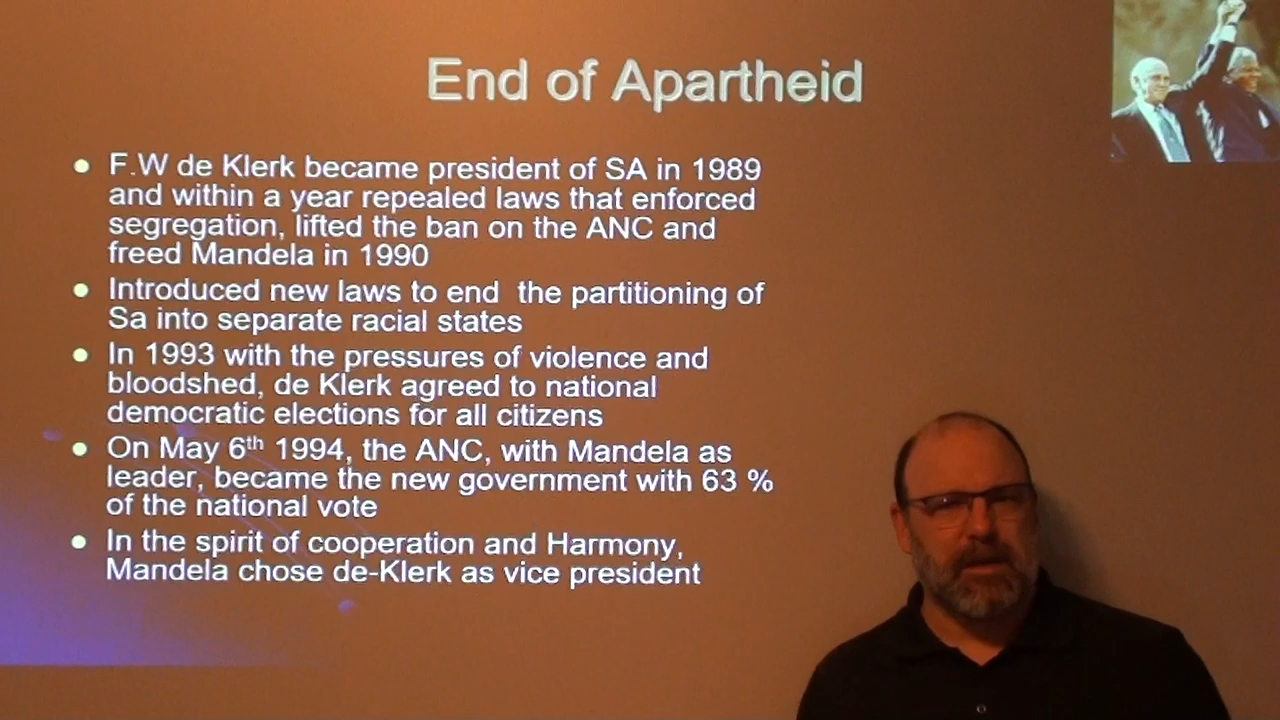 End of Apartheid
● F.W de Klerk became president of SA in 1989
and within a year repealed laws that enforced
segregation, lifted the ban on the ANC and
freed Mandela in 1990
● Introduced new laws to end  the partitioning of
Sa into separate racial states
● In 1993 with the pressures of violence and
bloodshed, de Klerk agreed to national
democratic elections for all citizens
● On May 6th 1994, the ANC, with Mandela as
leader, became the new government with 63 %
of the national vote
● In the spirit of cooperation and Harmony,
Mandela chose de-Klerk as vice president